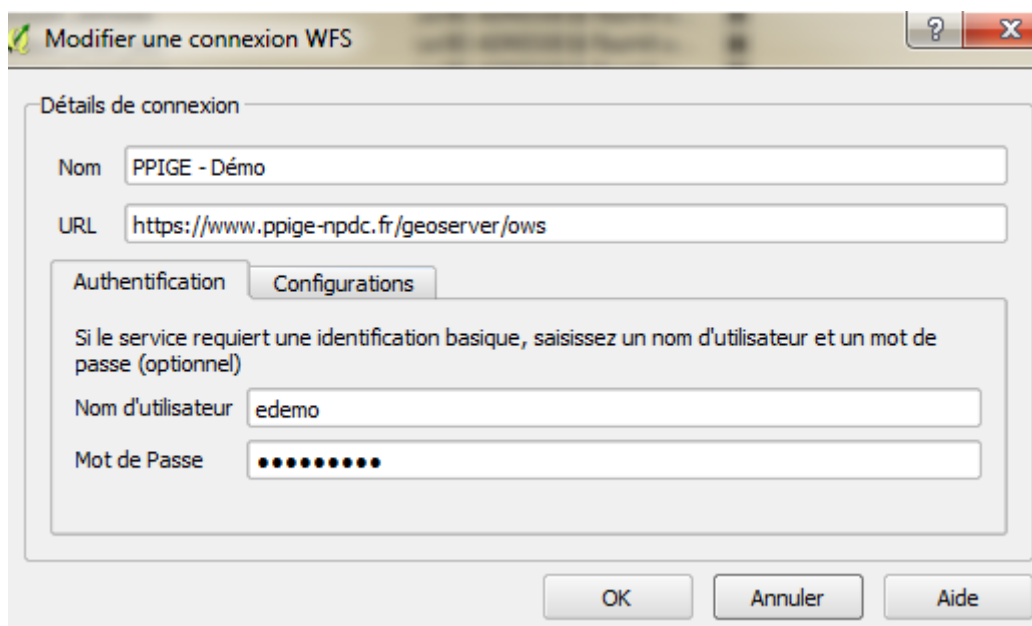 Modifier une connexion WFS
Détails de connexion
Nom PPIGE - Démo
URL https://www.ppige-npdc.fr/geoserver/ows
Authentification Configurations
Si le service requiert une identification basique, saisissez un nom d'utilisateur et un mot de
passe (optionnel)
Nom d'utilisateur edemo
Mot de Passe ●●●●●●●●●
OK Annuler Aide